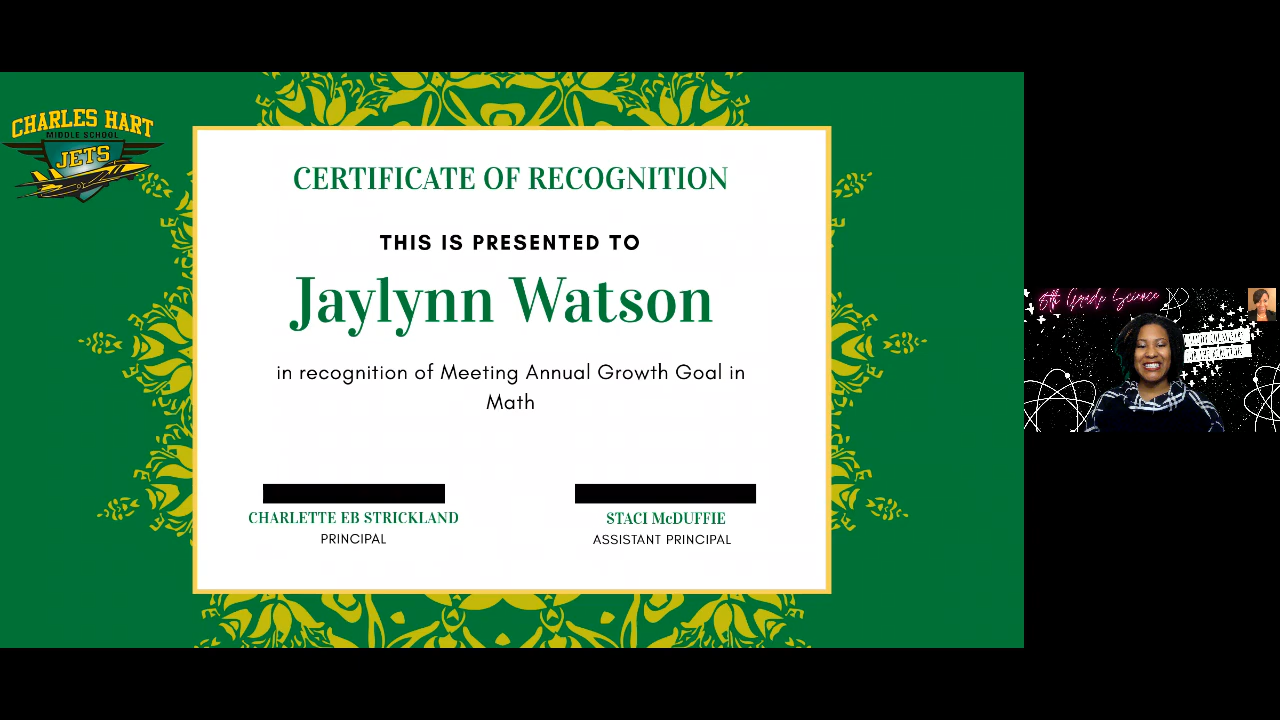 CHARLES HART
MIDDLE SCHOOL
JETS
CERTIFICATE OF RECOGNITION
THIS IS PRESENTED TO
Jaylynn Watson
in recognition of Meeting Annual Growth Goal in
Math
CHARLETTE EB STRICKLAND
PRINCIPAL
STACI McDUFFIE
ASSISTANT PRINCIPAL
Grade Science